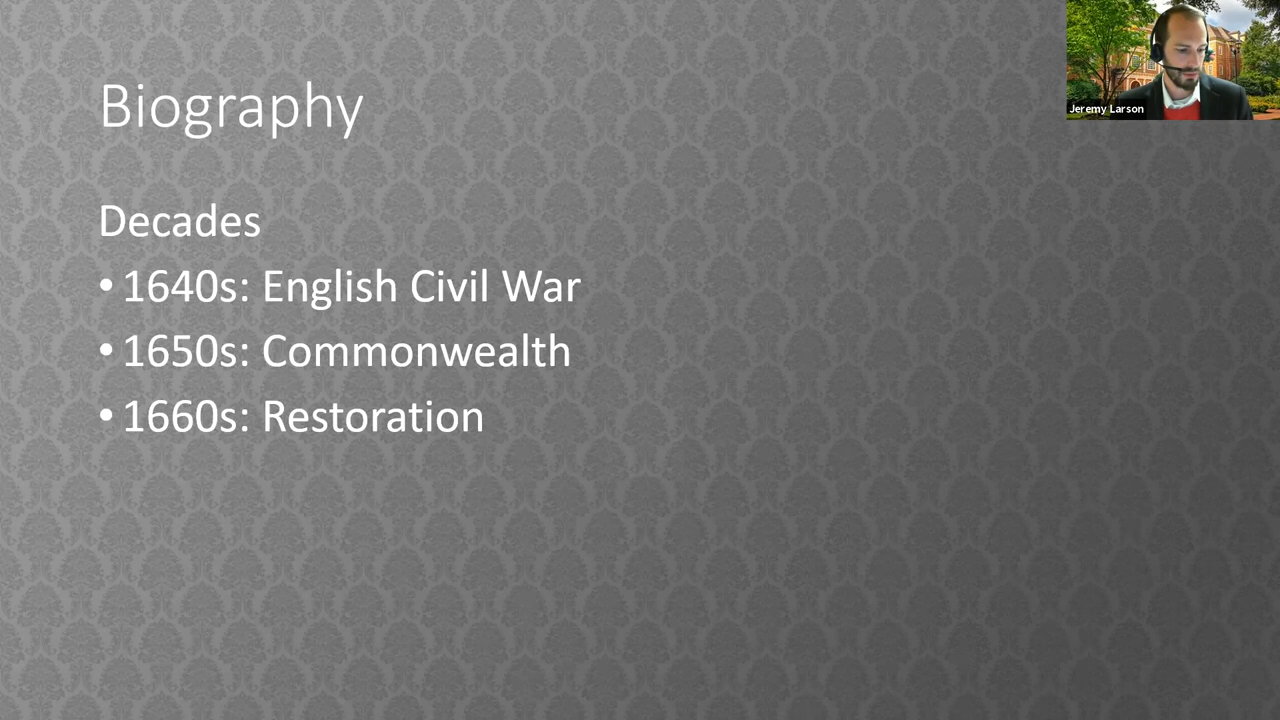 Biography
Decades
• 1640s: English Civil War
• 1650s: Commonwealth
• 1660s: Restoration
Jeremy Larson